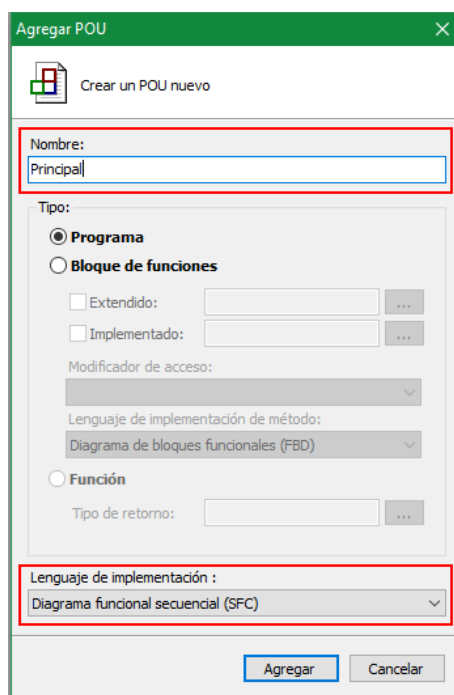 Agregar POU
Crear un POU nuevo
Nombre:
Principal
Tipo:
Programa
Bloque de funciones
Extendido:
...
Implementado:
...
Modificador de acceso:
Lenguaje de implementación de método:
Diagrama de bloques funcionales (FBD)
Función
Tipo de retorno:
...
Lenguaje de implementación :
Diagrama funcional secuencial (SFC)
Agregar Cancelar